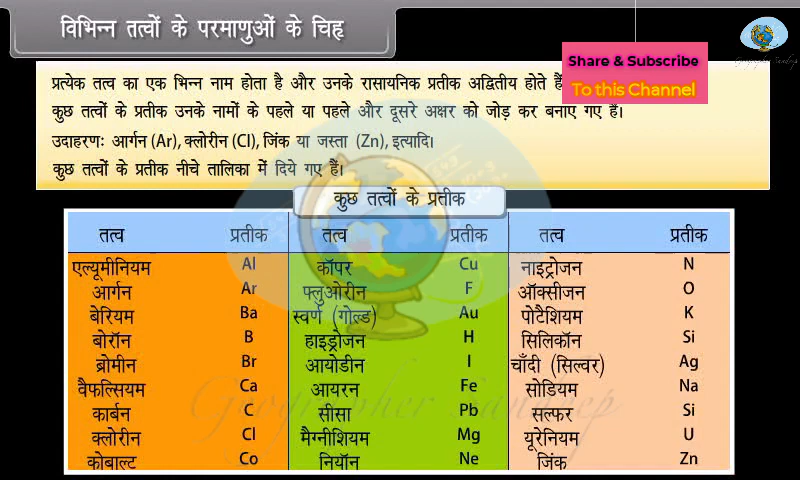 विभिन्न तत्वों के परमाणुओं के चिह्न
Share & Subscribe
To this Channel
प्रत्येक तत्व का एक भिन्न नाम होता है और उनके रासायनिक प्रतीक अद्वितीय होते हैं
कुछ तत्वों के प्रतीक उनके नामों के पहले या पहले और दूसरे अक्षर को जोड़ कर बनाए गए हैं।
उदाहरणः आर्गन (Ar), क्लोरीन (Cl), जिंक या जस्ता (Zn), इत्यादि।
कुछ तत्वों के प्रतीक नीचे तालिका में दिये गए हैं।
कुछ तत्वों के प्रतीक
तत्व प्रतीक तत्व प्रतीक तत्व प्रतीक
एल्यूमीनियम Al कॉपर Cu नाइट्रोजन N
आर्गन Ar फ्लुओरीन F ऑक्सीजन O
बेरियम Ba स्वर्ण (गोल्ड) Au पोटैशियम K
बोरॉन B हाइड्रोजन H सिलिकॉन Si
ब्रोमीन Br आयोडीन I चाँदी (सिल्वर) Ag
वैफल्सियम Ca आयरन Fe सोडियम Na
कार्बन C सीसा Pb सल्फर Si
क्लोरीन Cl मैग्नीशियम Mg यूरेनियम U
कोबाल्ट Co नियॉन Ne जिंक Zn
Geographer Sandeep